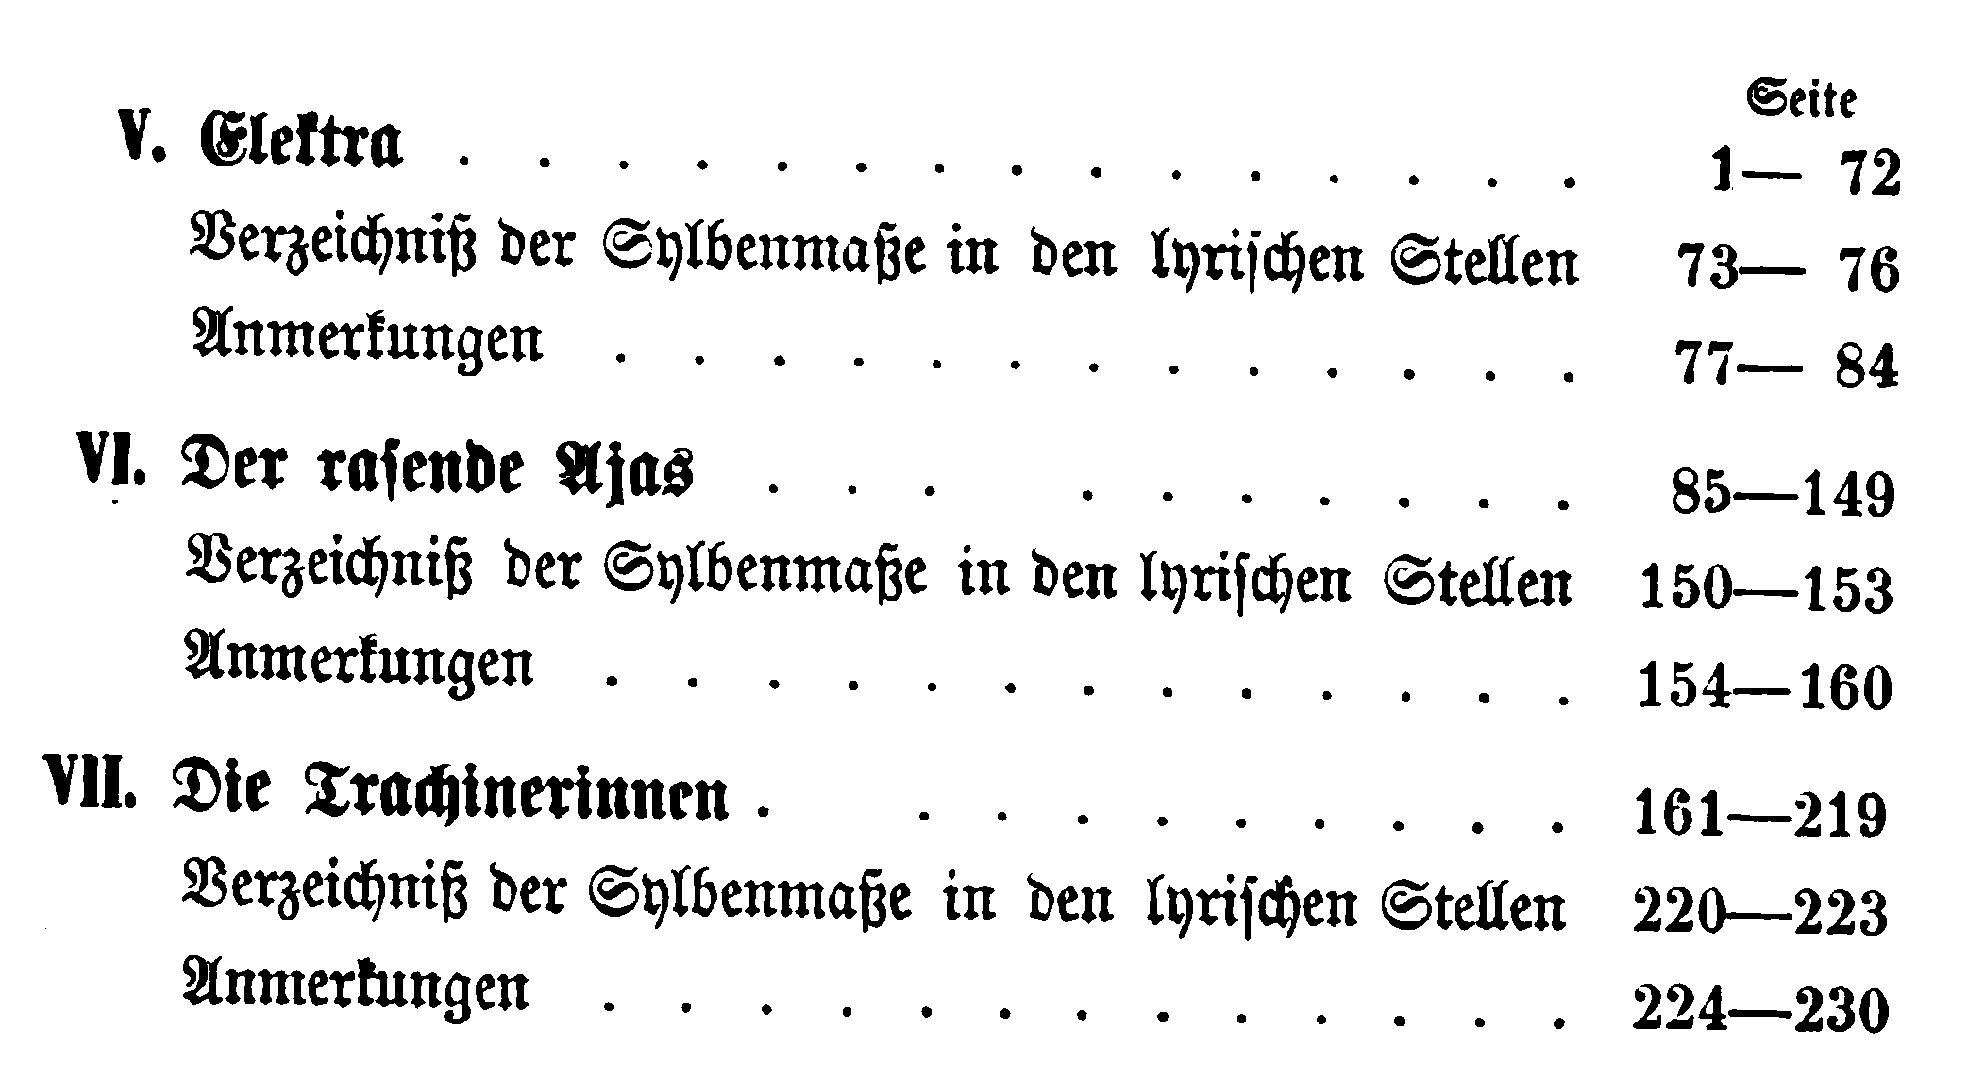 Seite
V. Elektra . . . . . . . . . . . . . . . 1— 72
Verzeichniß der Sylbenmaße in den lyrischen Stellen 73— 76
Anmerkungen . . . . . . . . . . . . . 77— 84
VI. Der rasende Ajas . . . . . . . . . . 85—149
Verzeichniß der Sylbenmaße in den lyrischen Stellen 150—153
Anmerkungen . . . . . . . . . . . . . 154—160
VII. Die Trachinerinnen . . . . . . . . . . 161—219
Verzeichniß der Sylbenmaße in den lyrischen Stellen 220—223
Anmerkungen . . . . . . . . . . . . . 224—230